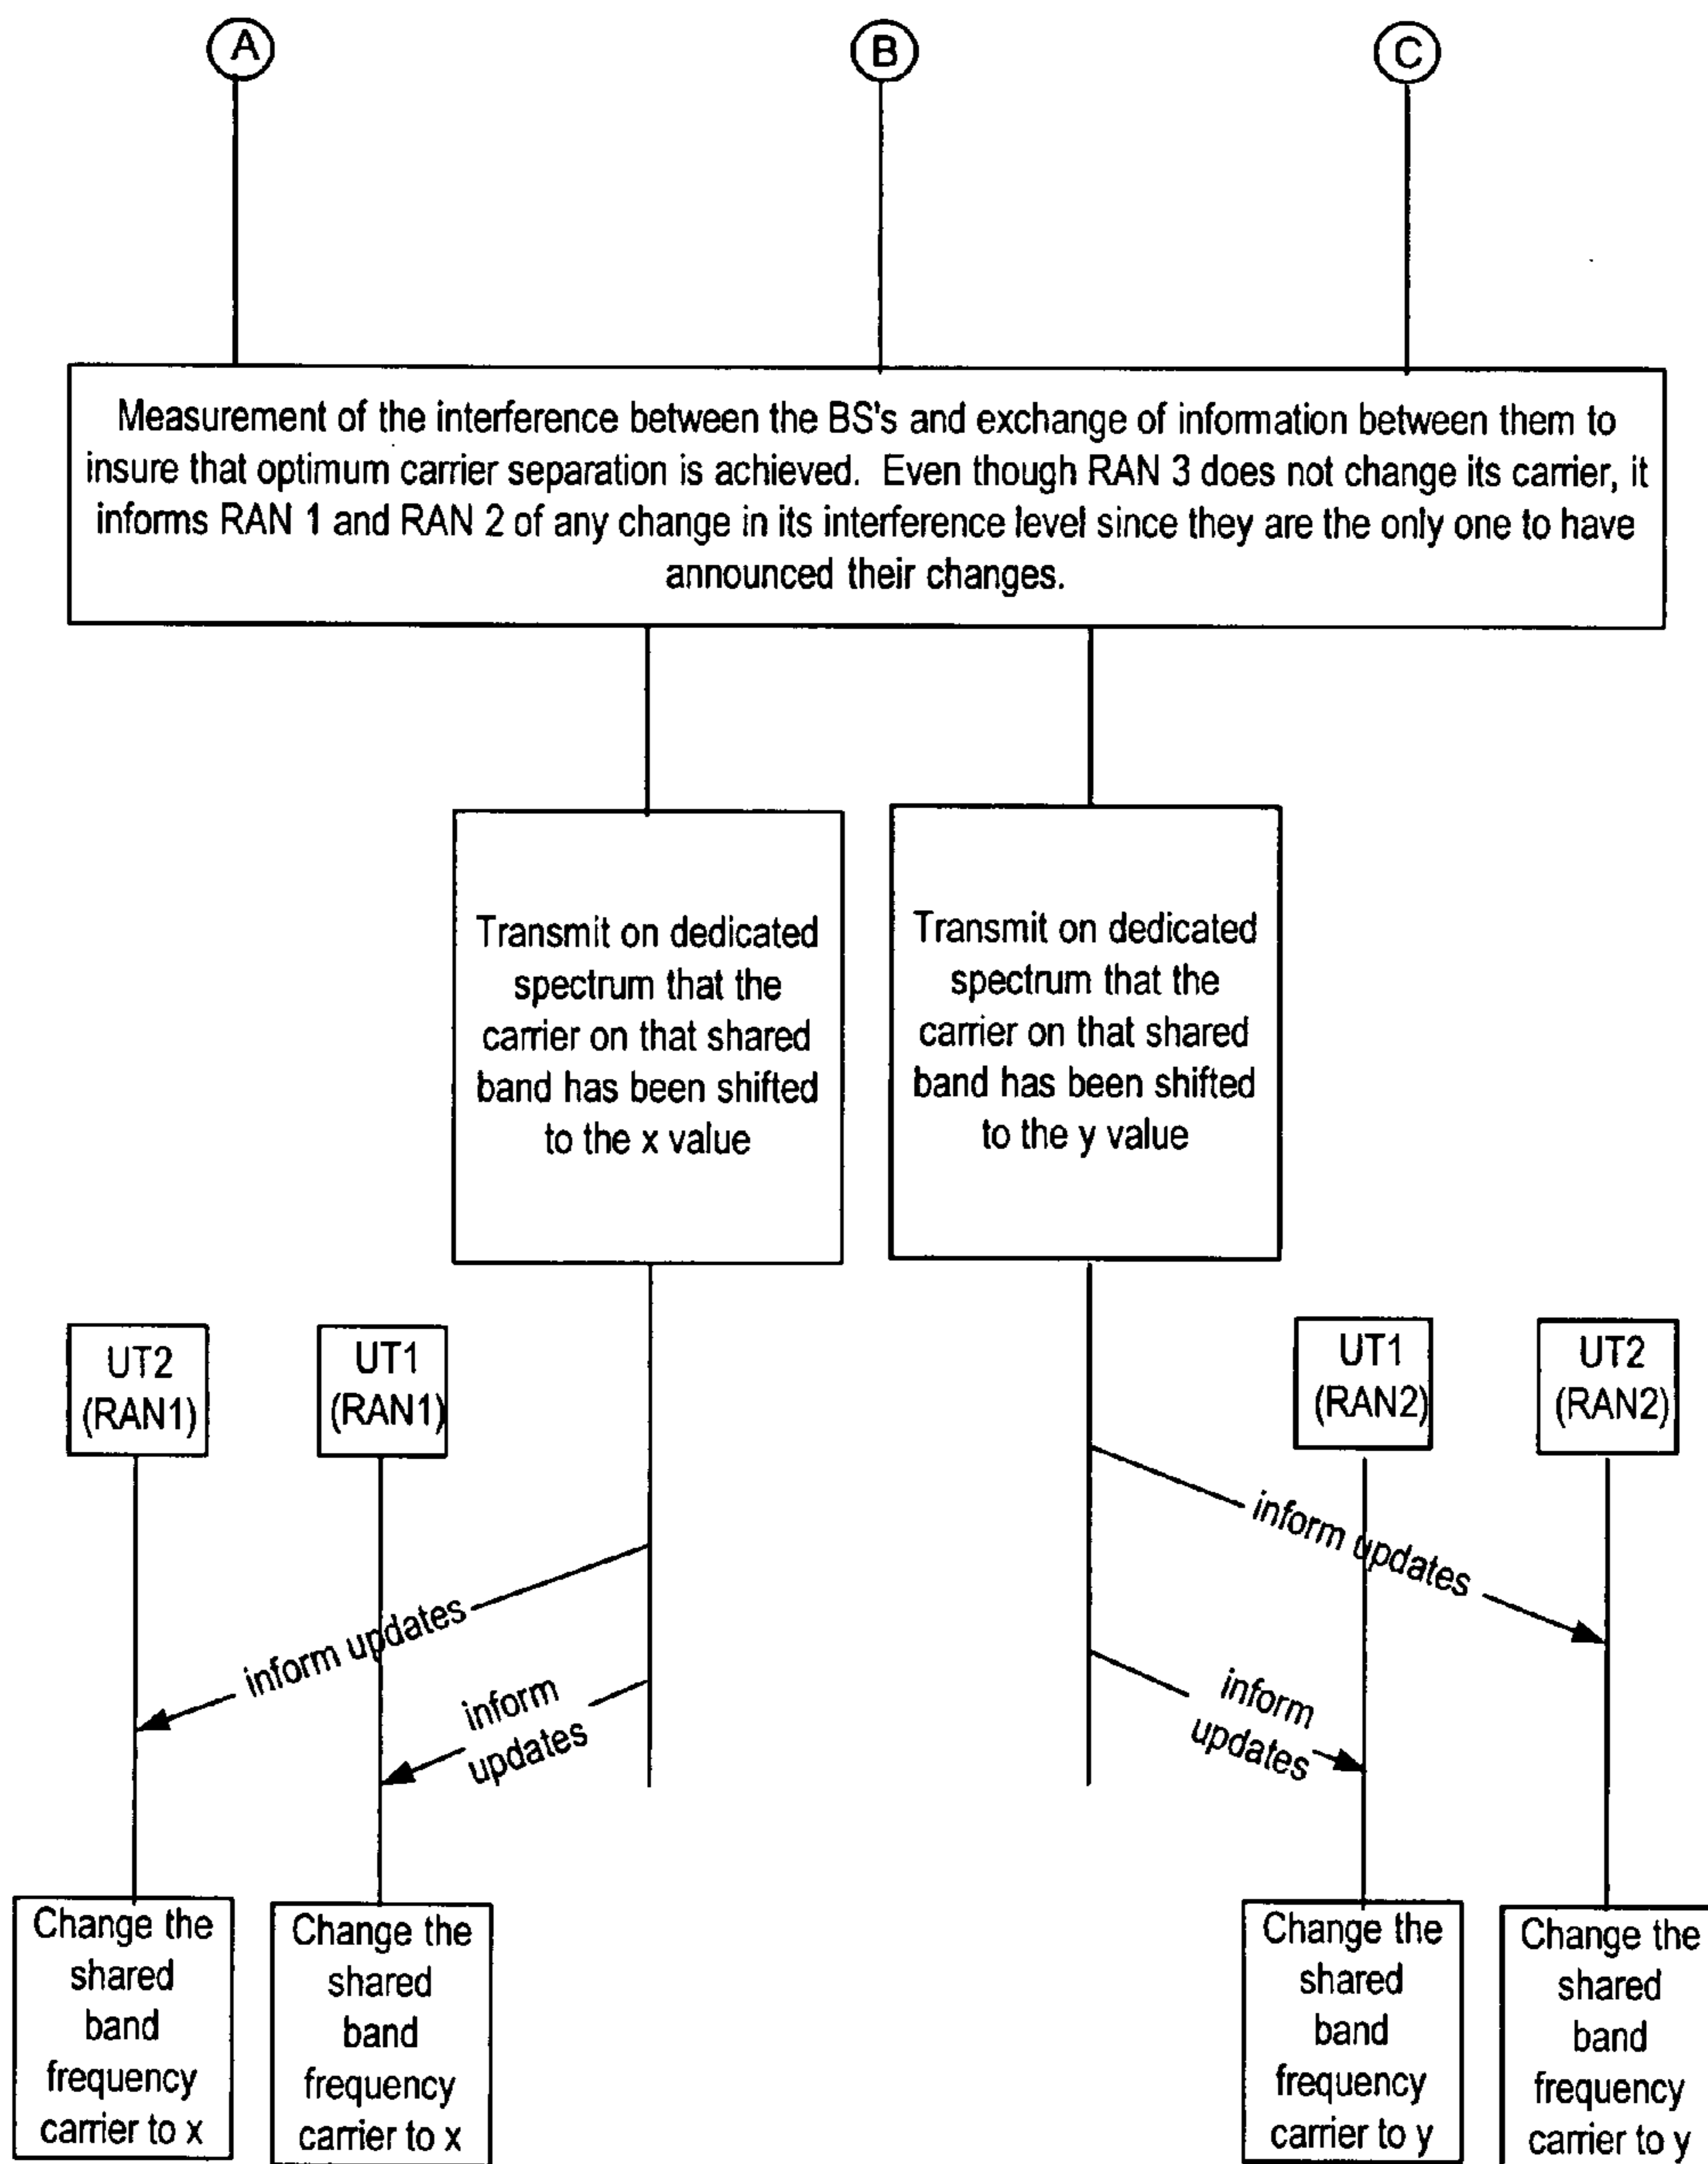 A
B
C
Measurement of the interference between the BS's and exchange of information between them to
insure that optimum carrier separation is achieved. Even though RAN 3 does not change its carrier, it
informs RAN 1 and RAN 2 of any change in its interference level since they are the only one to have
announced their changes.
Transmit on dedicated
spectrum that the
carrier on that shared
band has been shifted
to the x value
Transmit on dedicated
spectrum that the
carrier on that shared
band has been shifted
to the y value
UT2
(RAN1)
UT1
(RAN1)
UT1
(RAN2)
UT2
(RAN2)
inform updates
inform
updates
inform updates
inform
updates
Change the
shared
band
frequency
carrier to x
Change the
shared
band
frequency
carrier to x
Change the
shared
band
frequency
carrier to y
Change the
shared
band
frequency
carrier to y